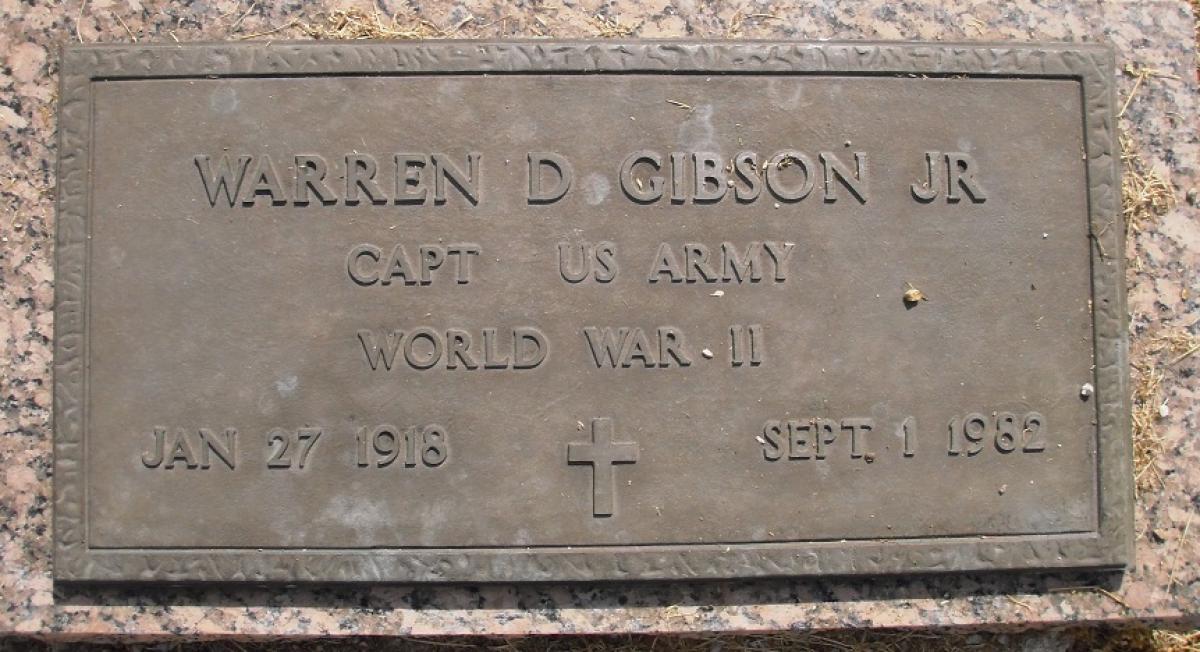 WARREN D GIBSON JR
CAPT US ARMY
WORLD WAR II
JAN 27 1918 SEPT 1 1982